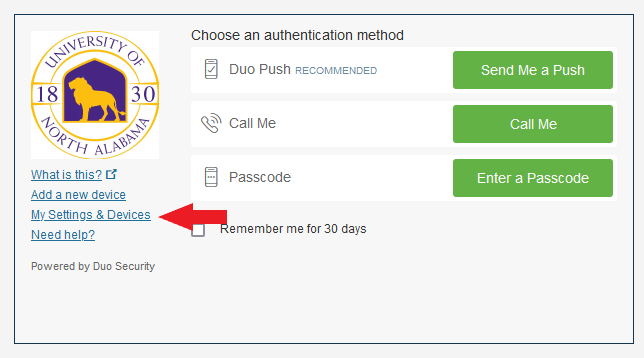 UNIVERSITY OF
1830
NORTH ALABAMA
What is this?
Add a new device
My Settings & Devices
Need help?
Powered by Duo Security
Choose an authentication method
Duo Push RECOMMENDED
Send Me a Push
Call Me
Call Me
Passcode
Enter a Passcode
Remember me for 30 days